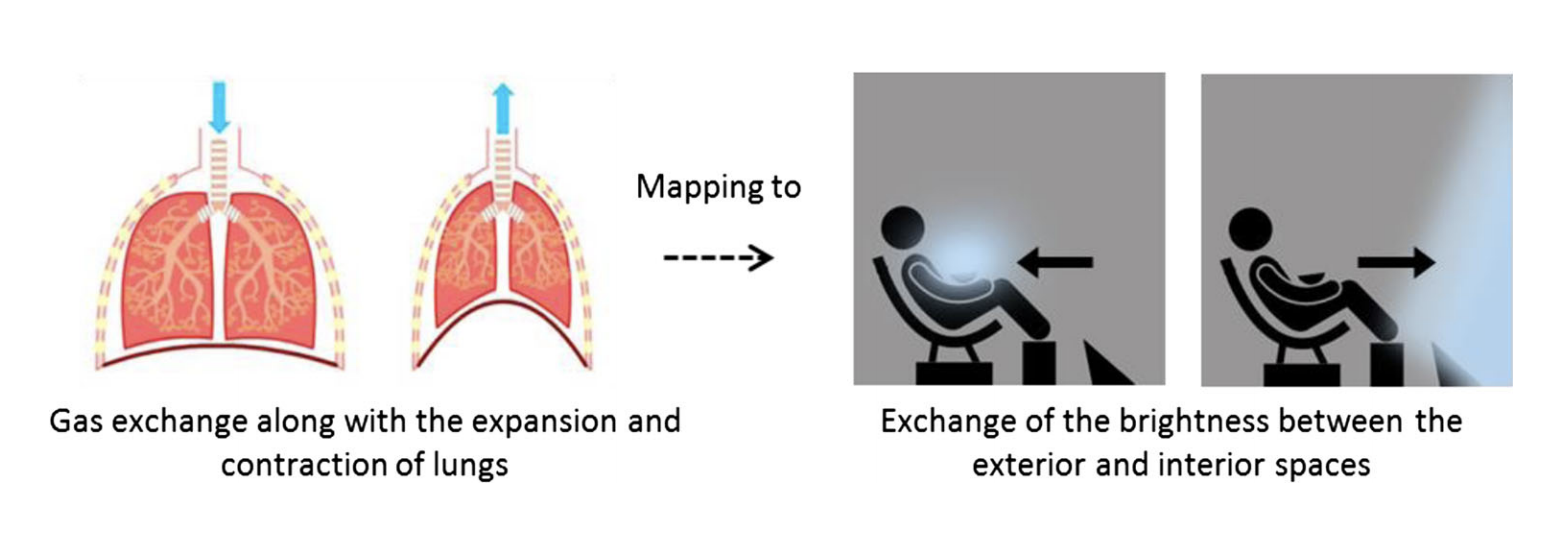 Mapping to
Gas exchange along with the expansion and
contraction of lungs
Exchange of the brightness between the
exterior and interior spaces